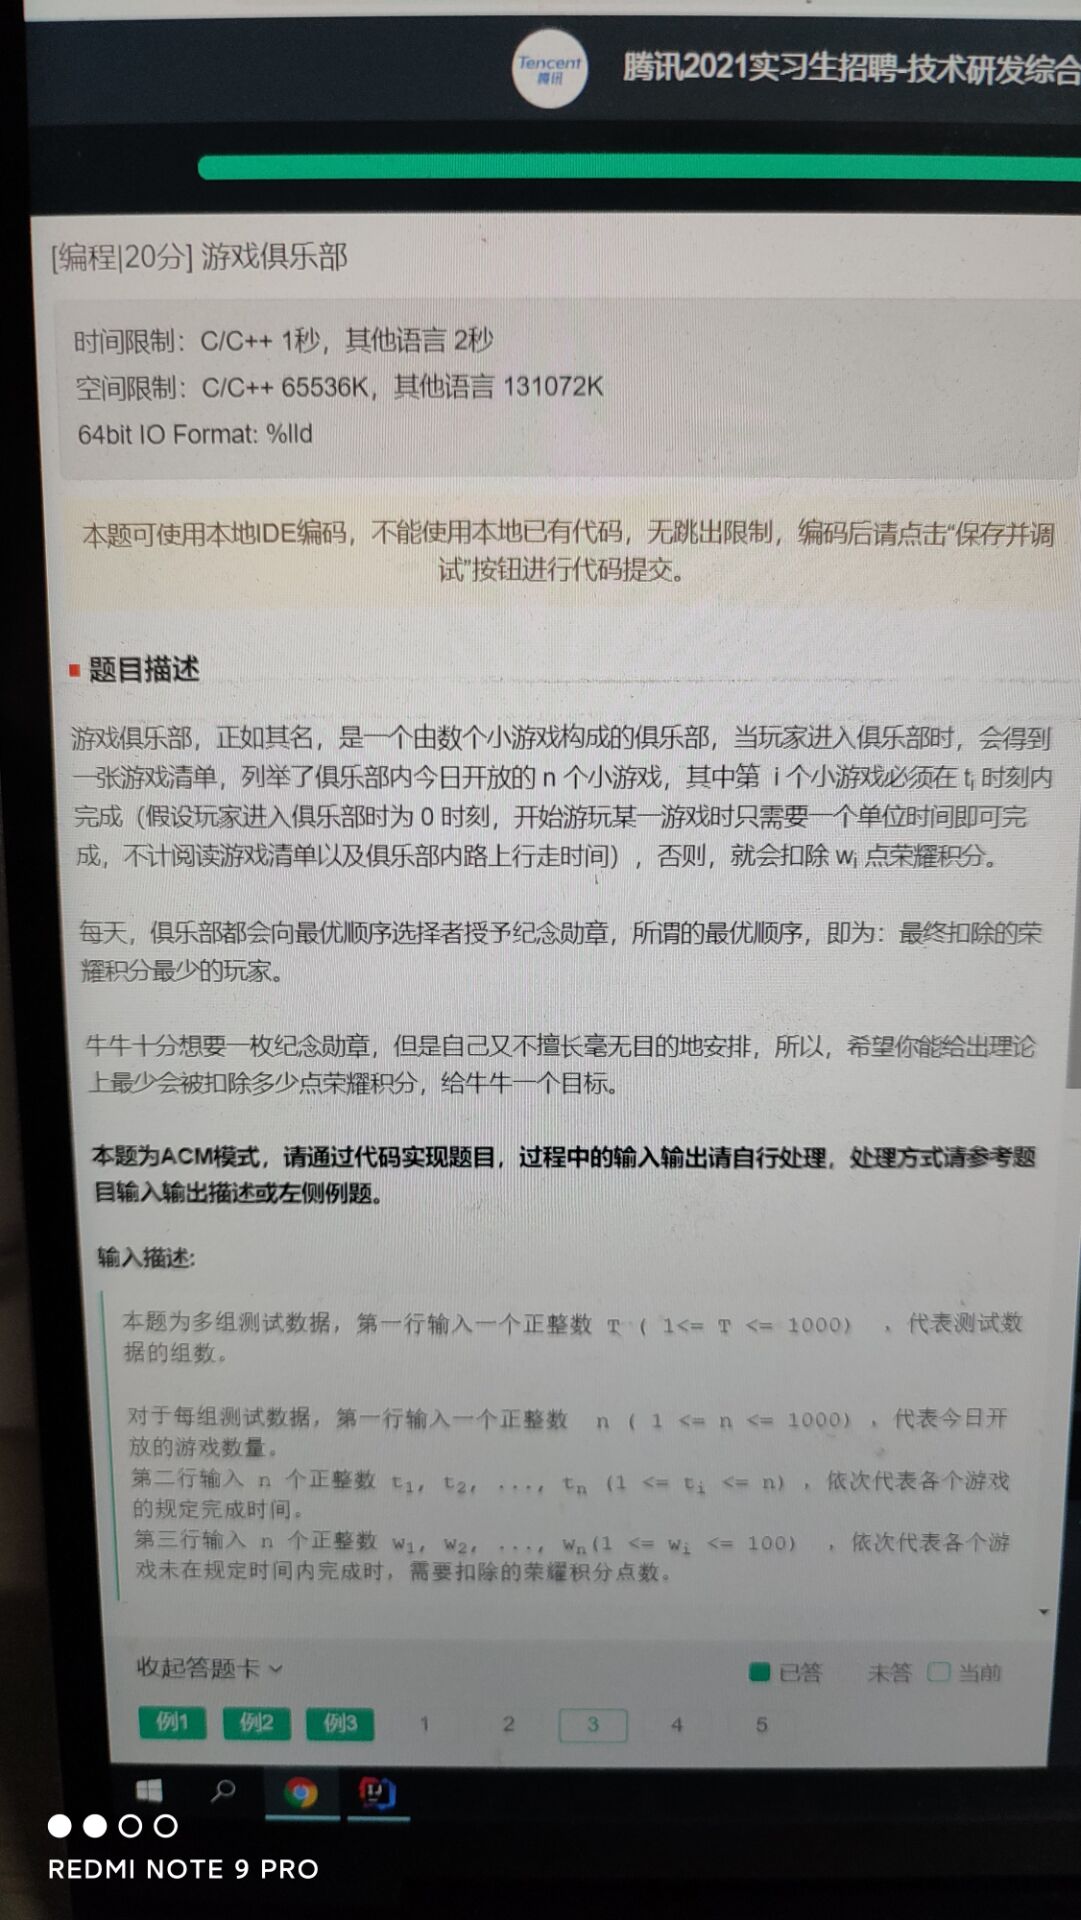 Tencent
腾讯
腾讯2021实习生招聘-技术研发综合
[编程|20分] 游戏俱乐部
时间限制：C/C++ 1秒，其他语言 2秒
空间限制：C/C++ 65536K，其他语言 131072K
64bit IO Format: %lld
本题可使用本地IDE编码，不能使用本地已有代码，无跳出限制，编码后请点击“保存并调
试”按钮进行代码提交。
题目描述
游戏俱乐部，正如其名，是一个由数个小游戏构成的俱乐部，当玩家进入俱乐部时，会得到
一张游戏清单，列举了俱乐部内今日开放的 n 个小游戏，其中第 i 个小游戏必须在 ti 时刻内
完成（假设玩家进入俱乐部时为 0 时刻，开始游玩某一游戏时只需要一个单位时间即可完
成，不计阅读游戏清单以及俱乐部内路上行走时间），否则，就会扣除 wi 点荣耀积分。
每天，俱乐部都会向最优顺序选择者授予纪念勋章，所谓的最优顺序，即为：最终扣除的荣
耀积分最少的玩家。
牛牛十分想要一枚纪念勋章，但是自己又不擅长毫无目的地安排，所以，希望你能给出理论
上最少会被扣除多少点荣耀积分，给牛牛一个目标。
本题为ACM模式，请通过代码实现题目，过程中的输入输出请自行处理，处理方式请参考题
目输入输出描述或左侧例题。
输入描述:
本题为多组测试数据，第一行输入一个正整数 T ( 1<= T <= 1000) ，代表测试数
据的组数。
对于每组测试数据，第一行输入一个正整数 n ( 1 <= n <= 1000) ，代表今日开
放的游戏数量。
第二行输入 n 个正整数 t1, t2, ..., tn (1 <= ti <= n) ，依次代表各个游戏
的规定完成时间。
第三行输入 n 个正整数 w1, w2, ..., wn(1 <= wi <= 100) ，依次代表各个游
戏未在规定时间内完成时，需要扣除的荣耀积分点数。
收起答题卡
已答 未答 当前
例1 例2 例3 1 2 3 4 5
REDMI NOTE 9 PRO